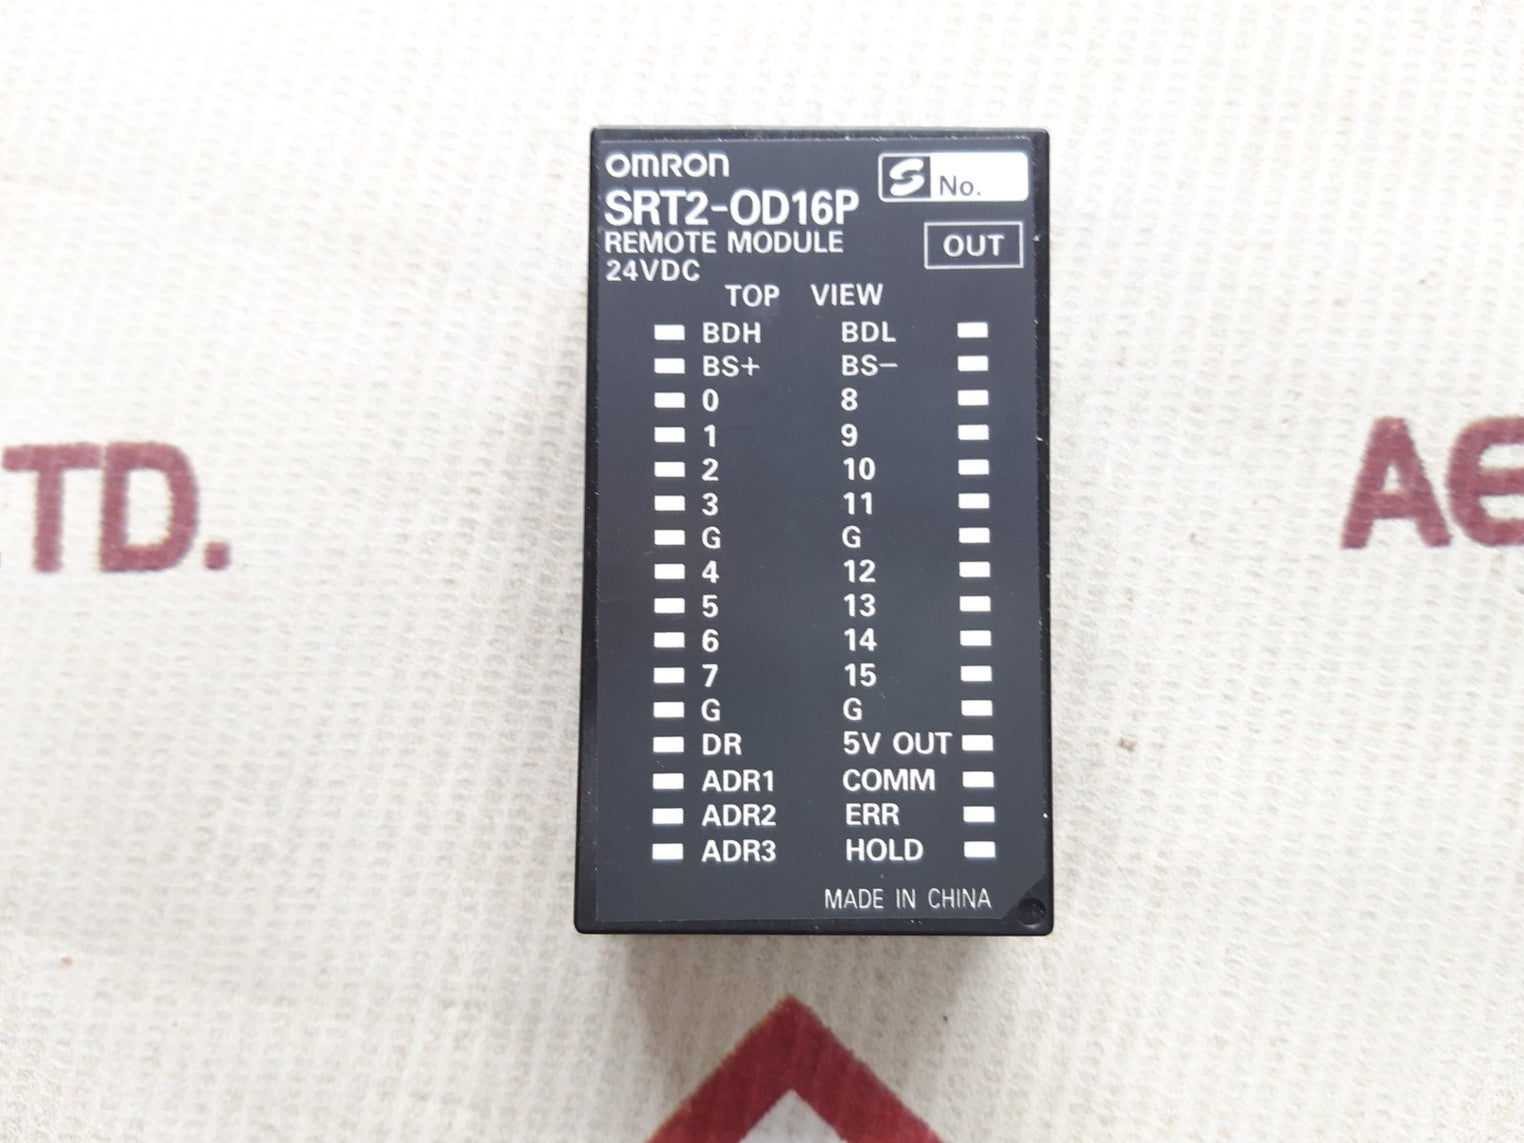 OMRON
S No.
SRT2-OD16P
REMOTE MODULE
OUT
24VDC
TOP VIEW
BDH BDL
BS+ BS−
0 8
1 9
2 10
3 11
G G
4 12
5 13
6 14
7 15
G G
DR 5V OUT
ADR1 COMM
ADR2 ERR
ADR3 HOLD
MADE IN CHINA
TD.